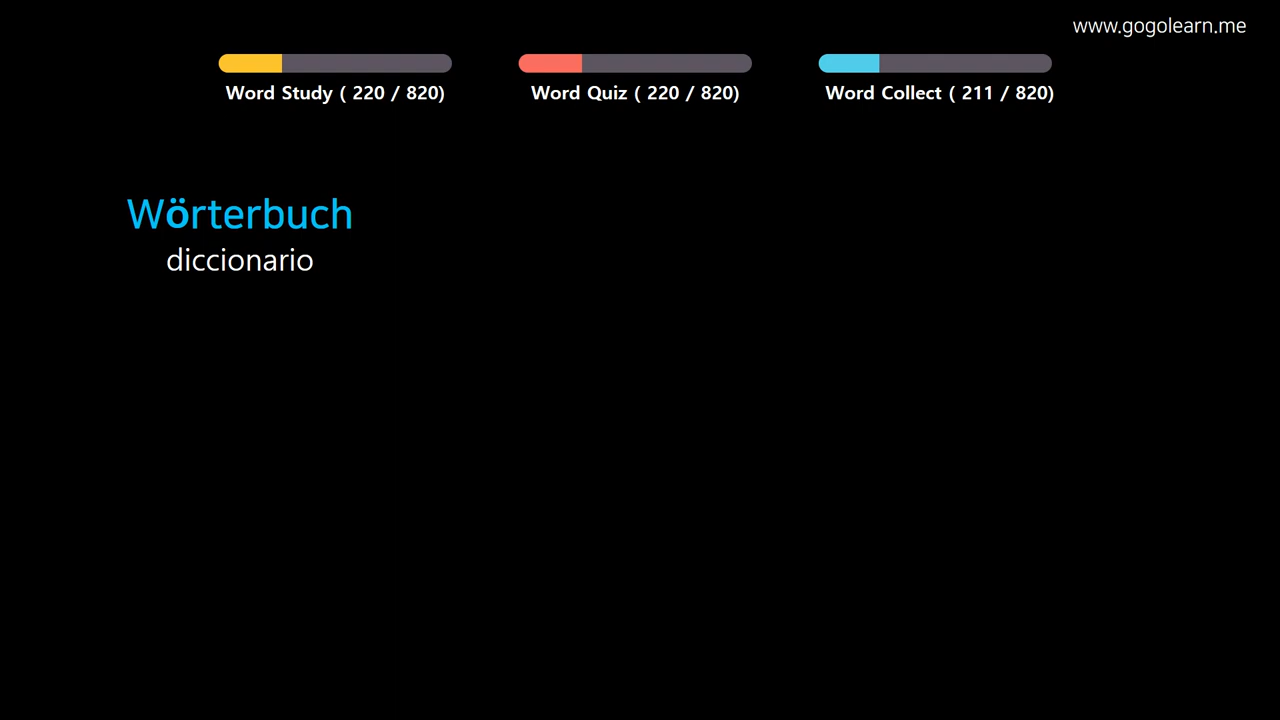 www.gogolearn.me
Word Study ( 220 / 820)
Word Quiz ( 220 / 820)
Word Collect ( 211 / 820)
Wörterbuch
diccionario